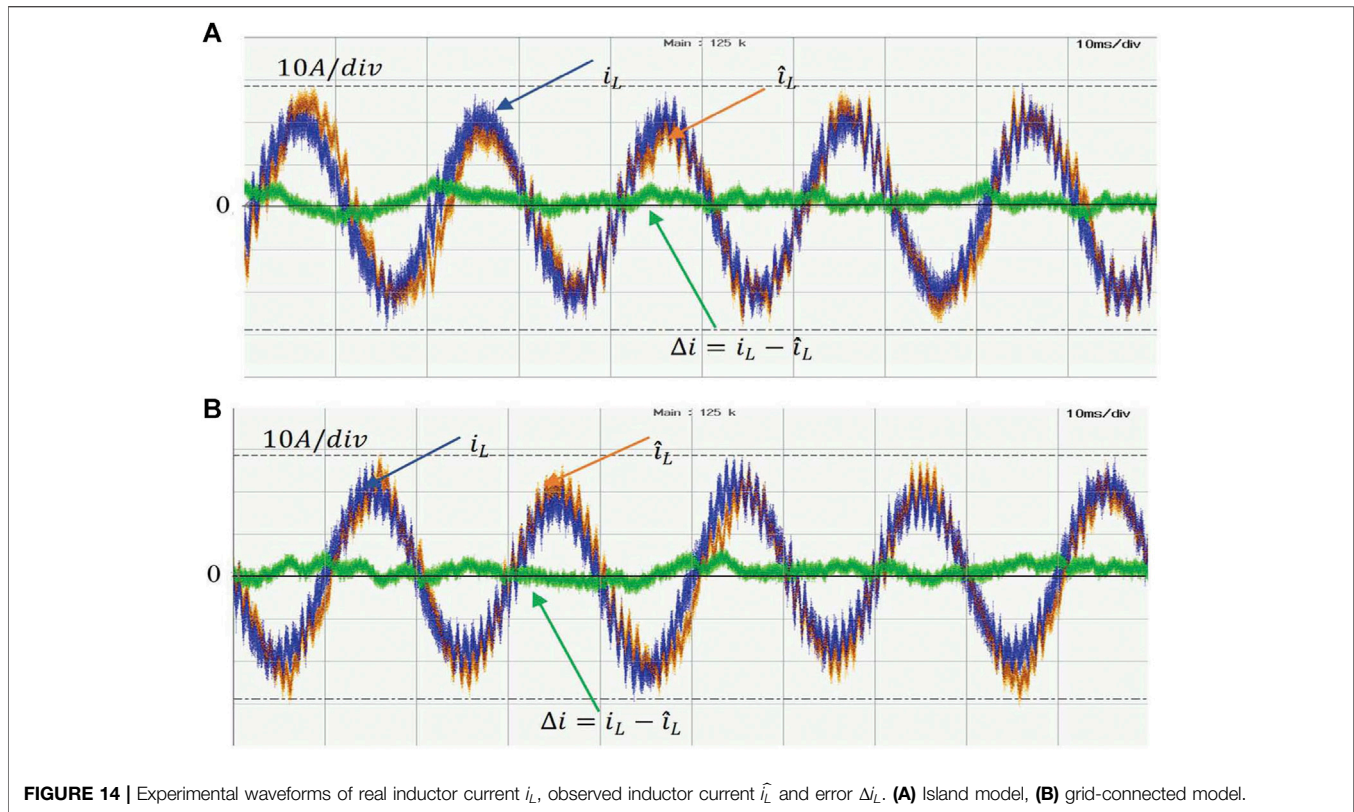 A
Main : 125 k
10ms/div
10A/div
i_L
î_L
0
Δi = i_L − î_L
B
Main : 125 k
10ms/div
10A/div
i_L
î_L
0
Δi = i_L − î_L
FIGURE 14 | Experimental waveforms of real inductor current i_L, observed inductor current î_L and error Δi_L. (A) Island model, (B) grid-connected model.